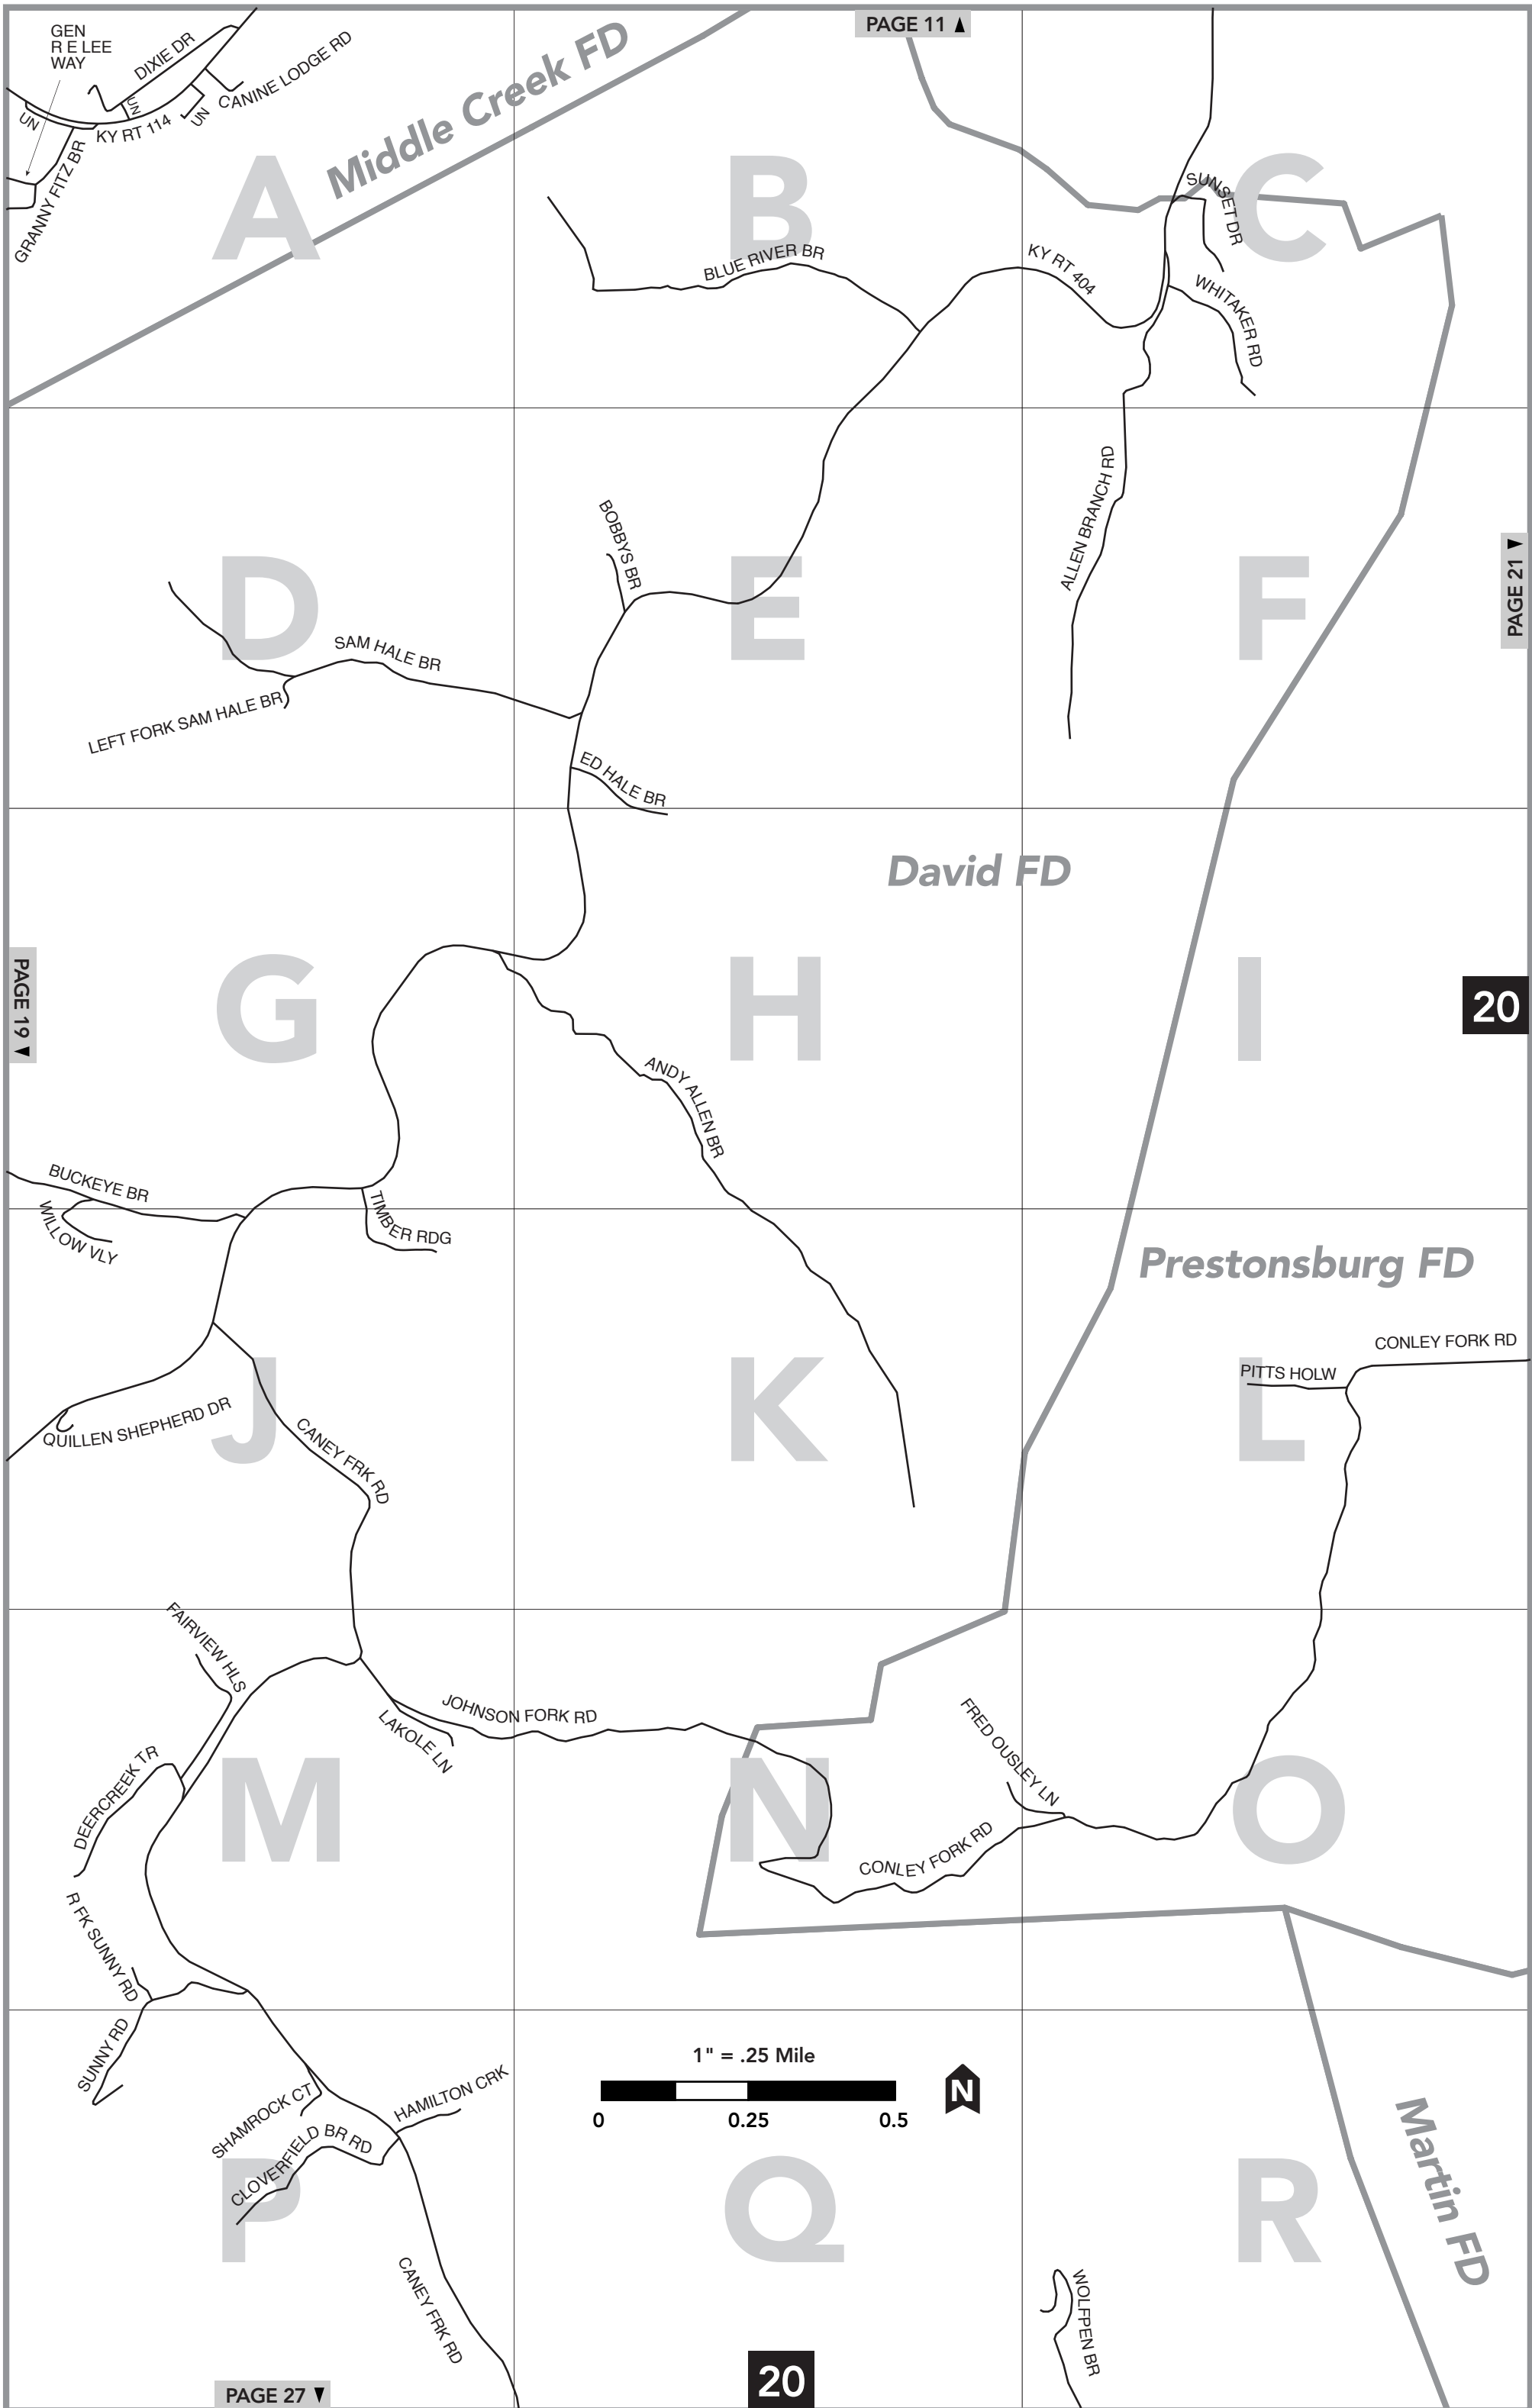 GEN
R E LEE
WAY
DIXIE DR
CANINE LODGE RD
UN
UN
UN
KY RT 114
GRANNY FITZ BR
A
Middle Creek FD
PAGE 11 ▲
B
BLUE RIVER BR
KY RT 404
SUNSET DR
C
WHITAKER RD
ALLEN BRANCH RD
PAGE 21 ▲
D
BOBBYS BR
E
F
SAM HALE BR
LEFT FORK SAM HALE BR
ED HALE BR
David FD
PAGE 19 ▼
G
H
I
20
ANDY ALLEN BR
BUCKEYE BR
WILLOW VLY
TIMBER RDG
Prestonsburg FD
CONLEY FORK RD
PITTS HOLW
J
K
L
QUILLEN SHEPHERD DR
CANEY FRK RD
FAIRVIEW HLS
JOHNSON FORK RD
LAKOLE LN
FRED OUSLEY LN
DEERCREEK TR
M
N
O
CONLEY FORK RD
R FK SUNNY RD
SUNNY RD
1" = .25 Mile
N
0
0.25
0.5
SHAMROCK CT
HAMILTON CRK
CLOVERFIELD BR RD
P
Q
R
Martin FD
CANEY FRK RD
WOLFPEN BR
PAGE 27 ▼
20